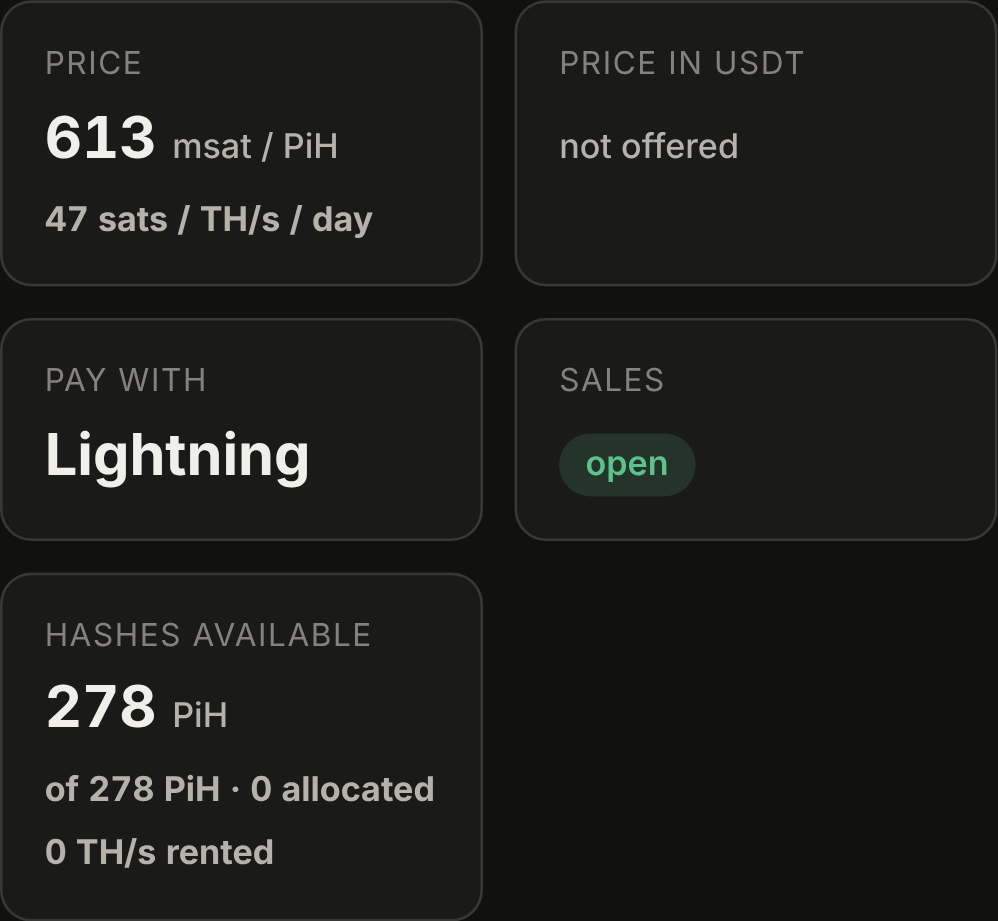 PRICE
613 msat / PiH
47 sats / TH/s / day
PRICE IN USDT
not offered
PAY WITH
Lightning
SALES
open
HASHES AVAILABLE
278 PiH
of 278 PiH · 0 allocated
0 TH/s rented